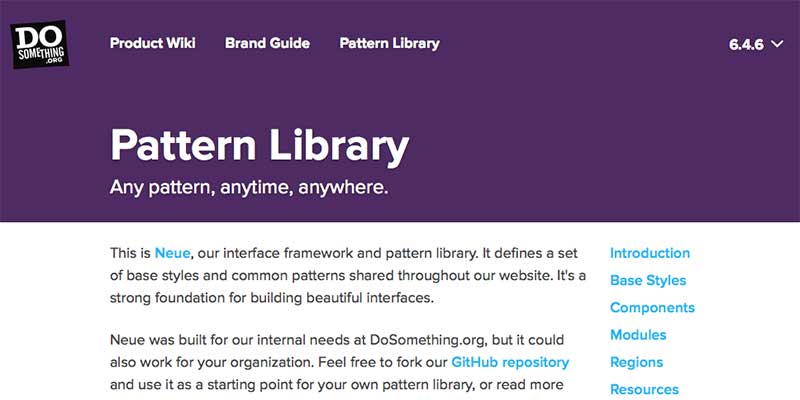 DO
SOMETHING
.ORG
Product Wiki
Brand Guide
Pattern Library
6.4.6
Pattern Library
Any pattern, anytime, anywhere.
This is Neue, our interface framework and pattern library. It defines a set
of base styles and common patterns shared throughout our website. It's a
strong foundation for building beautiful interfaces.
Neue was built for our internal needs at DoSomething.org, but it could
also work for your organization. Feel free to fork our GitHub repository
and use it as a starting point for your own pattern library, or read more
Introduction
Base Styles
Components
Modules
Regions
Resources